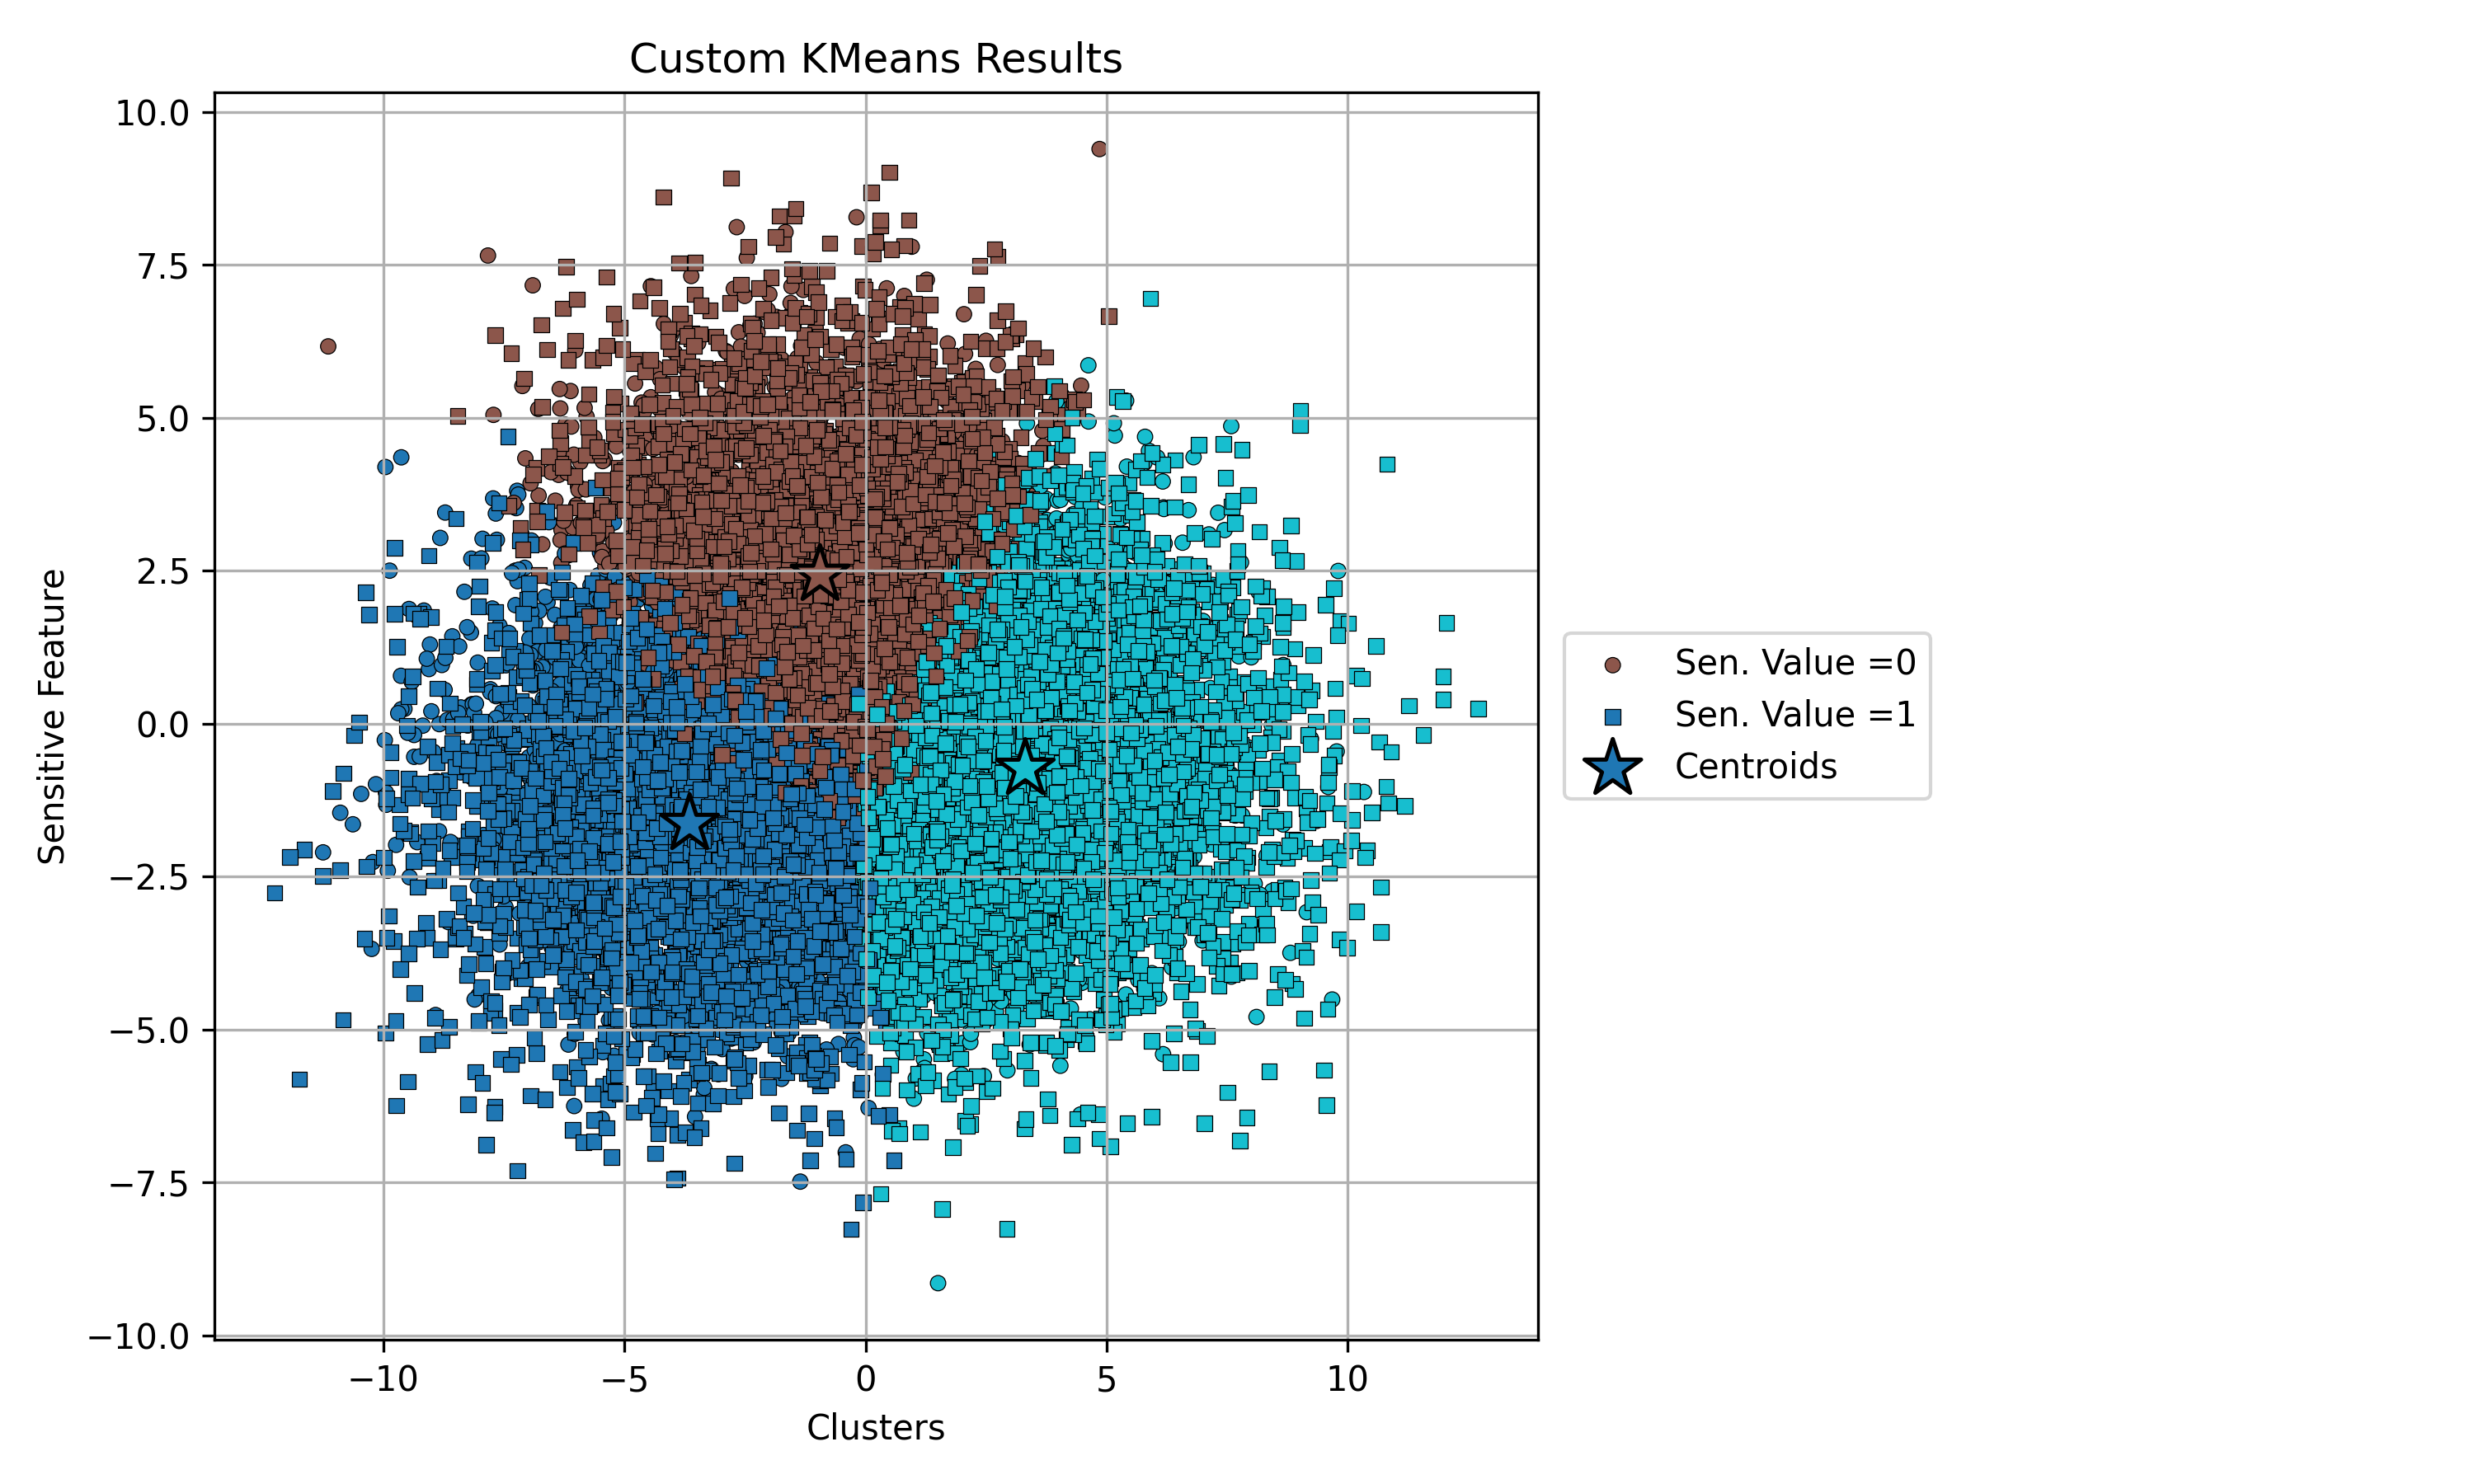 Custom KMeans Results
10.0
7.5
5.0
2.5
0.0
−2.5
−5.0
−7.5
−10.0
Sensitive Feature
−10
−5
0
5
10
Clusters
Sen. Value =0
Sen. Value =1
Centroids